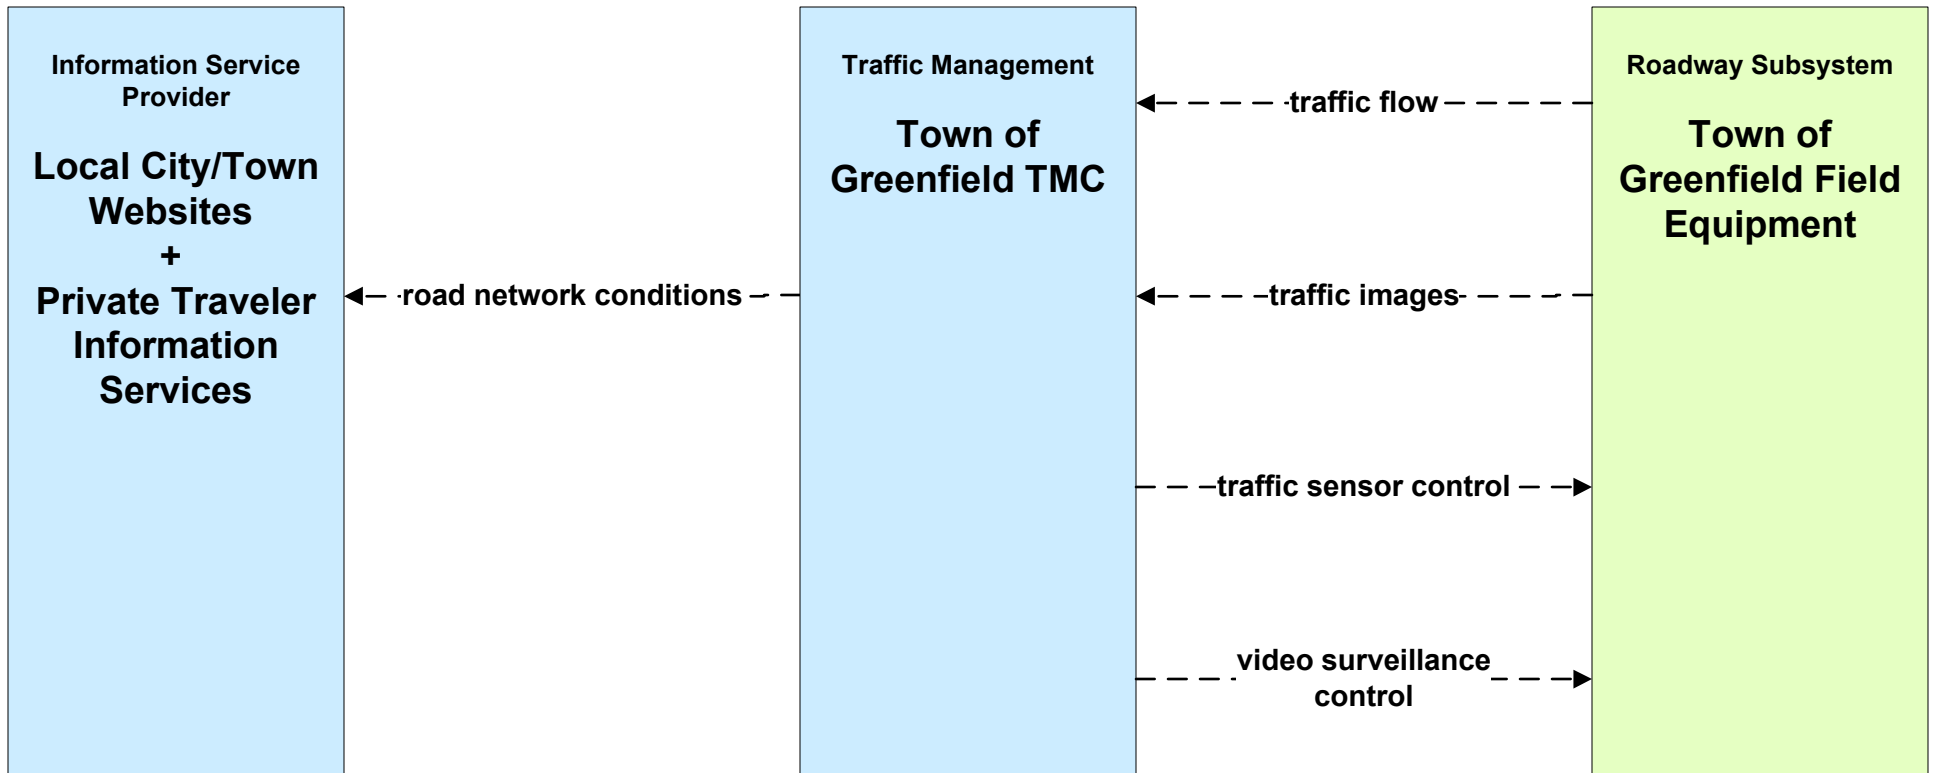 Information Service
Provider
Local City/Town
Websites
+
Private Traveler
Information
Services
road network conditions
Traffic Management
Town of
Greenfield TMC
traffic flow
traffic images
traffic sensor control
video surveillance
control
Roadway Subsystem
Town of
Greenfield Field
Equipment